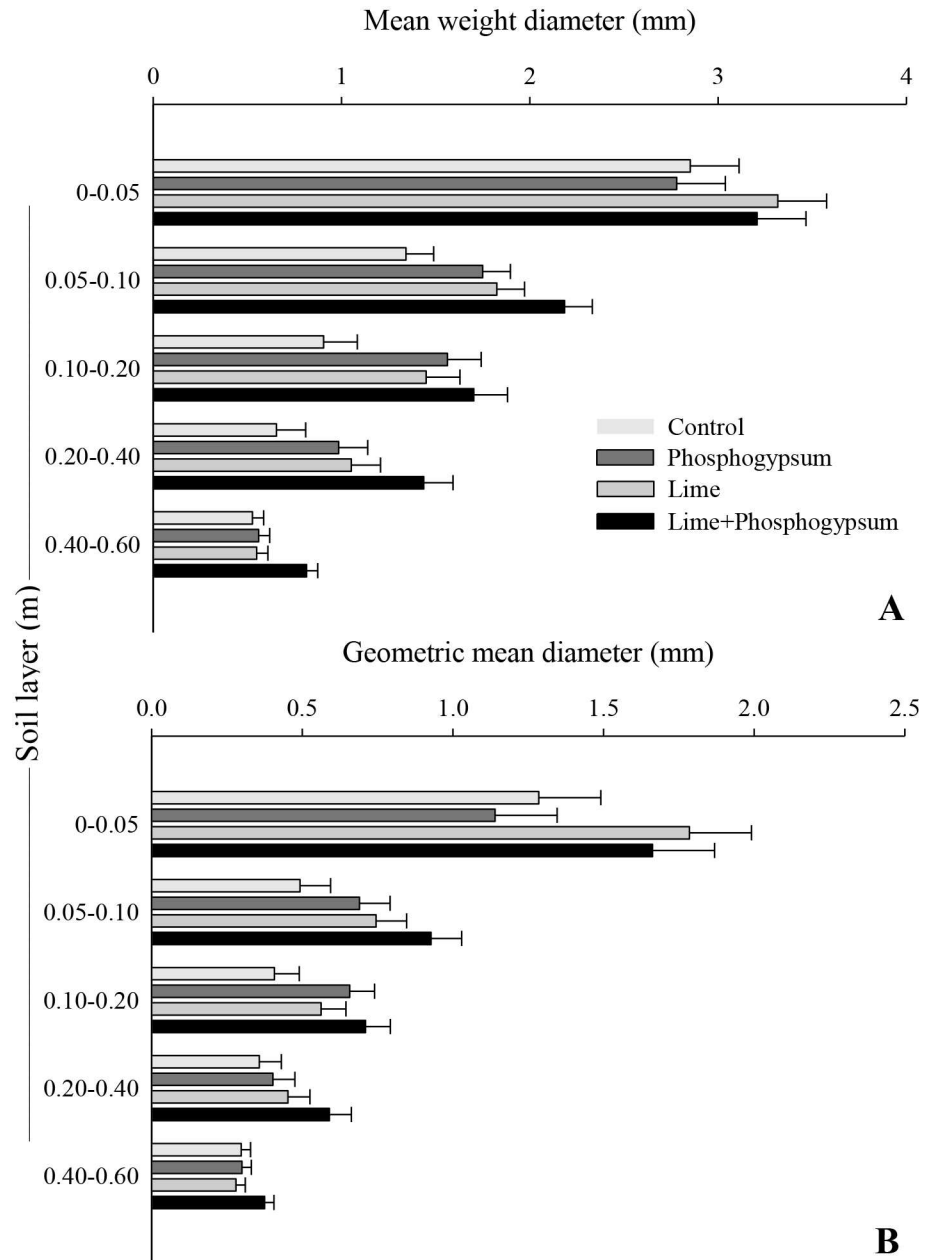 Mean weight diameter (mm)
0 1 2 3 4
0-0.05
0.05-0.10
0.10-0.20
0.20-0.40
0.40-0.60
Control
Phosphogypsum
Lime
Lime+Phosphogypsum
A
Soil layer (m)
Geometric mean diameter (mm)
0.0 0.5 1.0 1.5 2.0 2.5
0-0.05
0.05-0.10
0.10-0.20
0.20-0.40
0.40-0.60
B